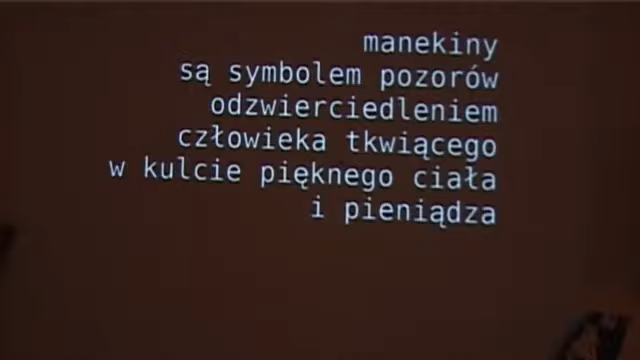 manekiny
są symbolem pozorów
odzwierciedleniem
człowieka tkwiącego
w kulcie pięknego ciała
i pieniądza